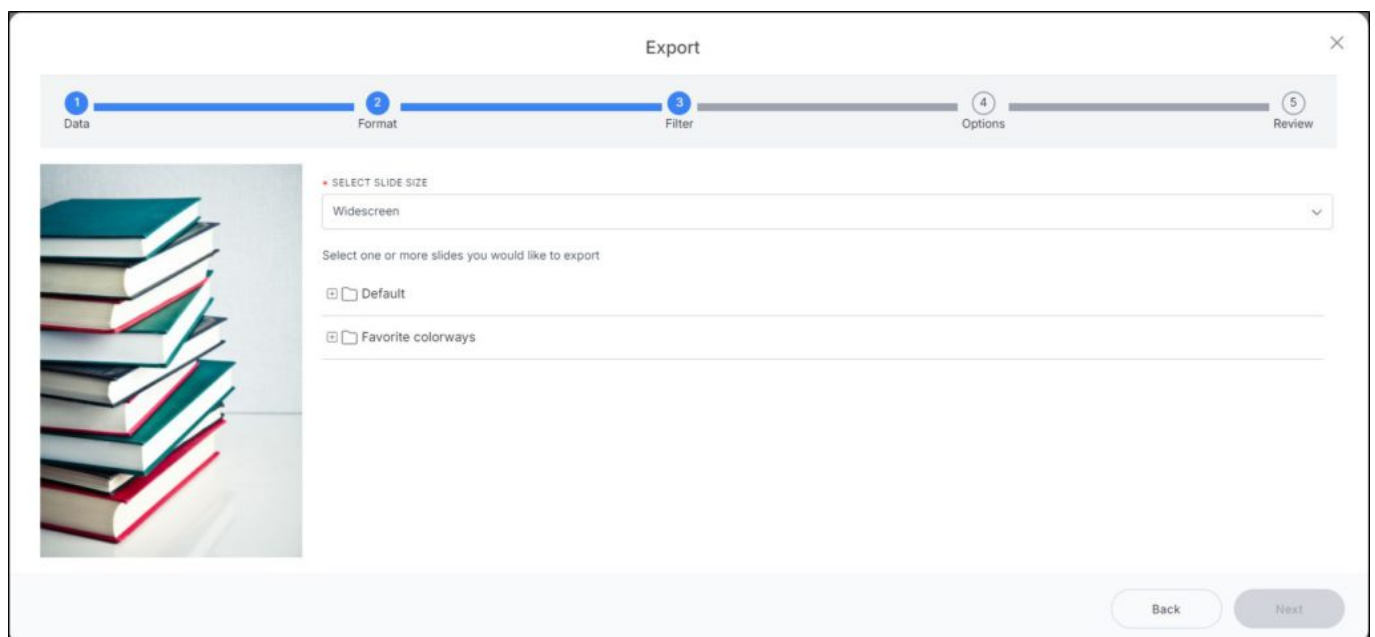 Export
1
2
3
4
5
Data
Format
Filter
Options
Review
* SELECT SLIDE SIZE
Widescreen
Select one or more slides you would like to export
Default
Favorite colorways
Back
Next